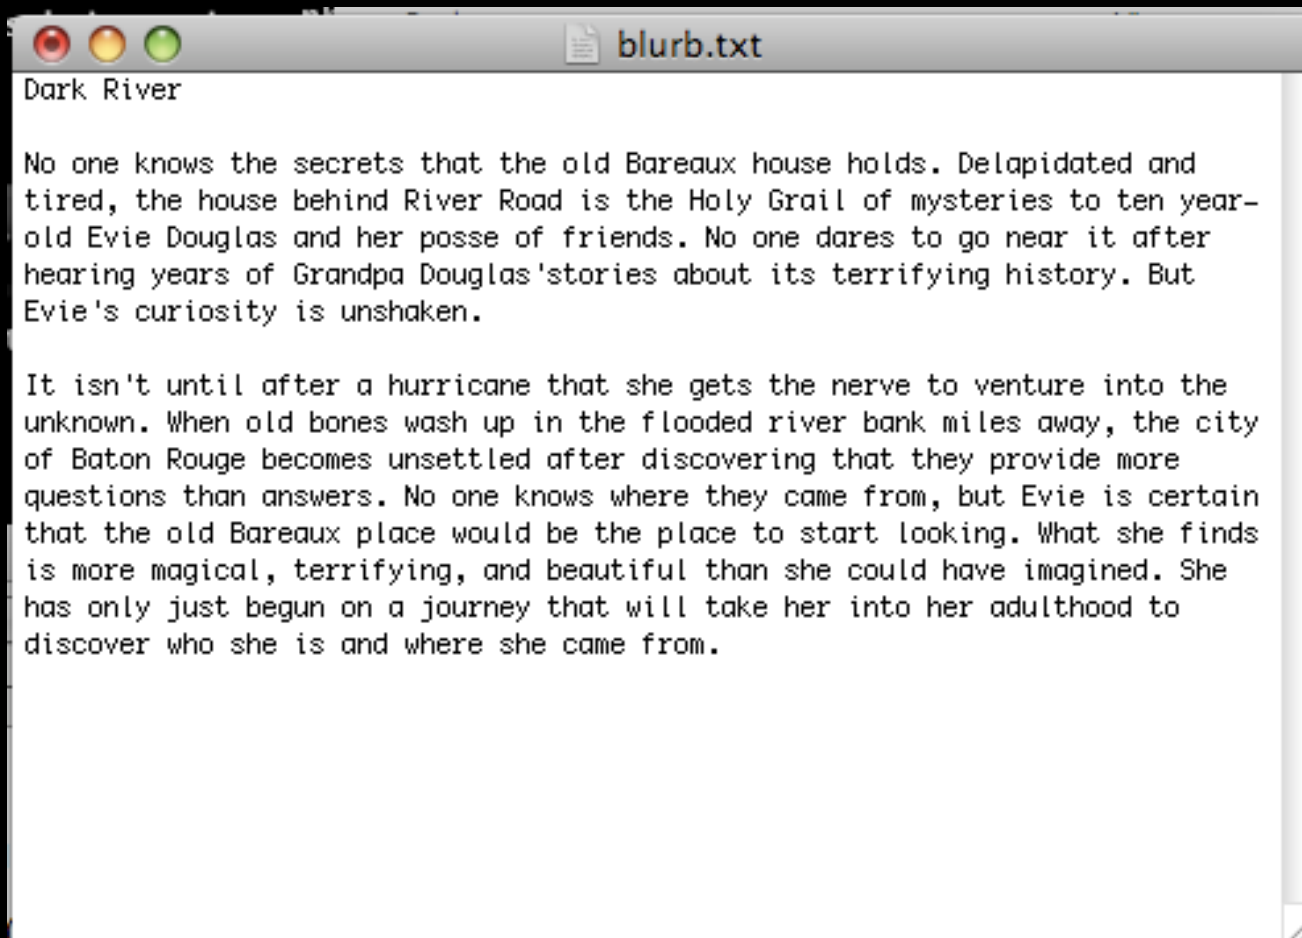 blurb.txt
Dark River
No one knows the secrets that the old Bareaux house holds. Delapidated and
tired, the house behind River Road is the Holy Grail of mysteries to ten year-
old Evie Douglas and her posse of friends. No one dares to go near it after
hearing years of Grandpa Douglas'stories about its terrifying history. But
Evie's curiosity is unshaken.
It isn't until after a hurricane that she gets the nerve to venture into the
unknown. When old bones wash up in the flooded river bank miles away, the city
of Baton Rouge becomes unsettled after discovering that they provide more
questions than answers. No one knows where they came from, but Evie is certain
that the old Bareaux place would be the place to start looking. What she finds
is more magical, terrifying, and beautiful than she could have imagined. She
has only just begun on a journey that will take her into her adulthood to
discover who she is and where she came from.